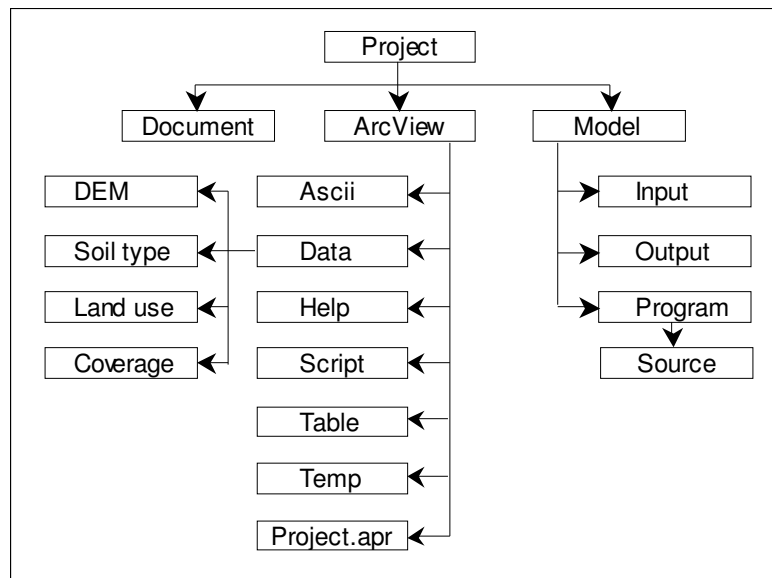 Project
Document
ArcView
Model
DEM
Soil type
Land use
Coverage
Ascii
Data
Help
Script
Table
Temp
Project.apr
Input
Output
Program
Source